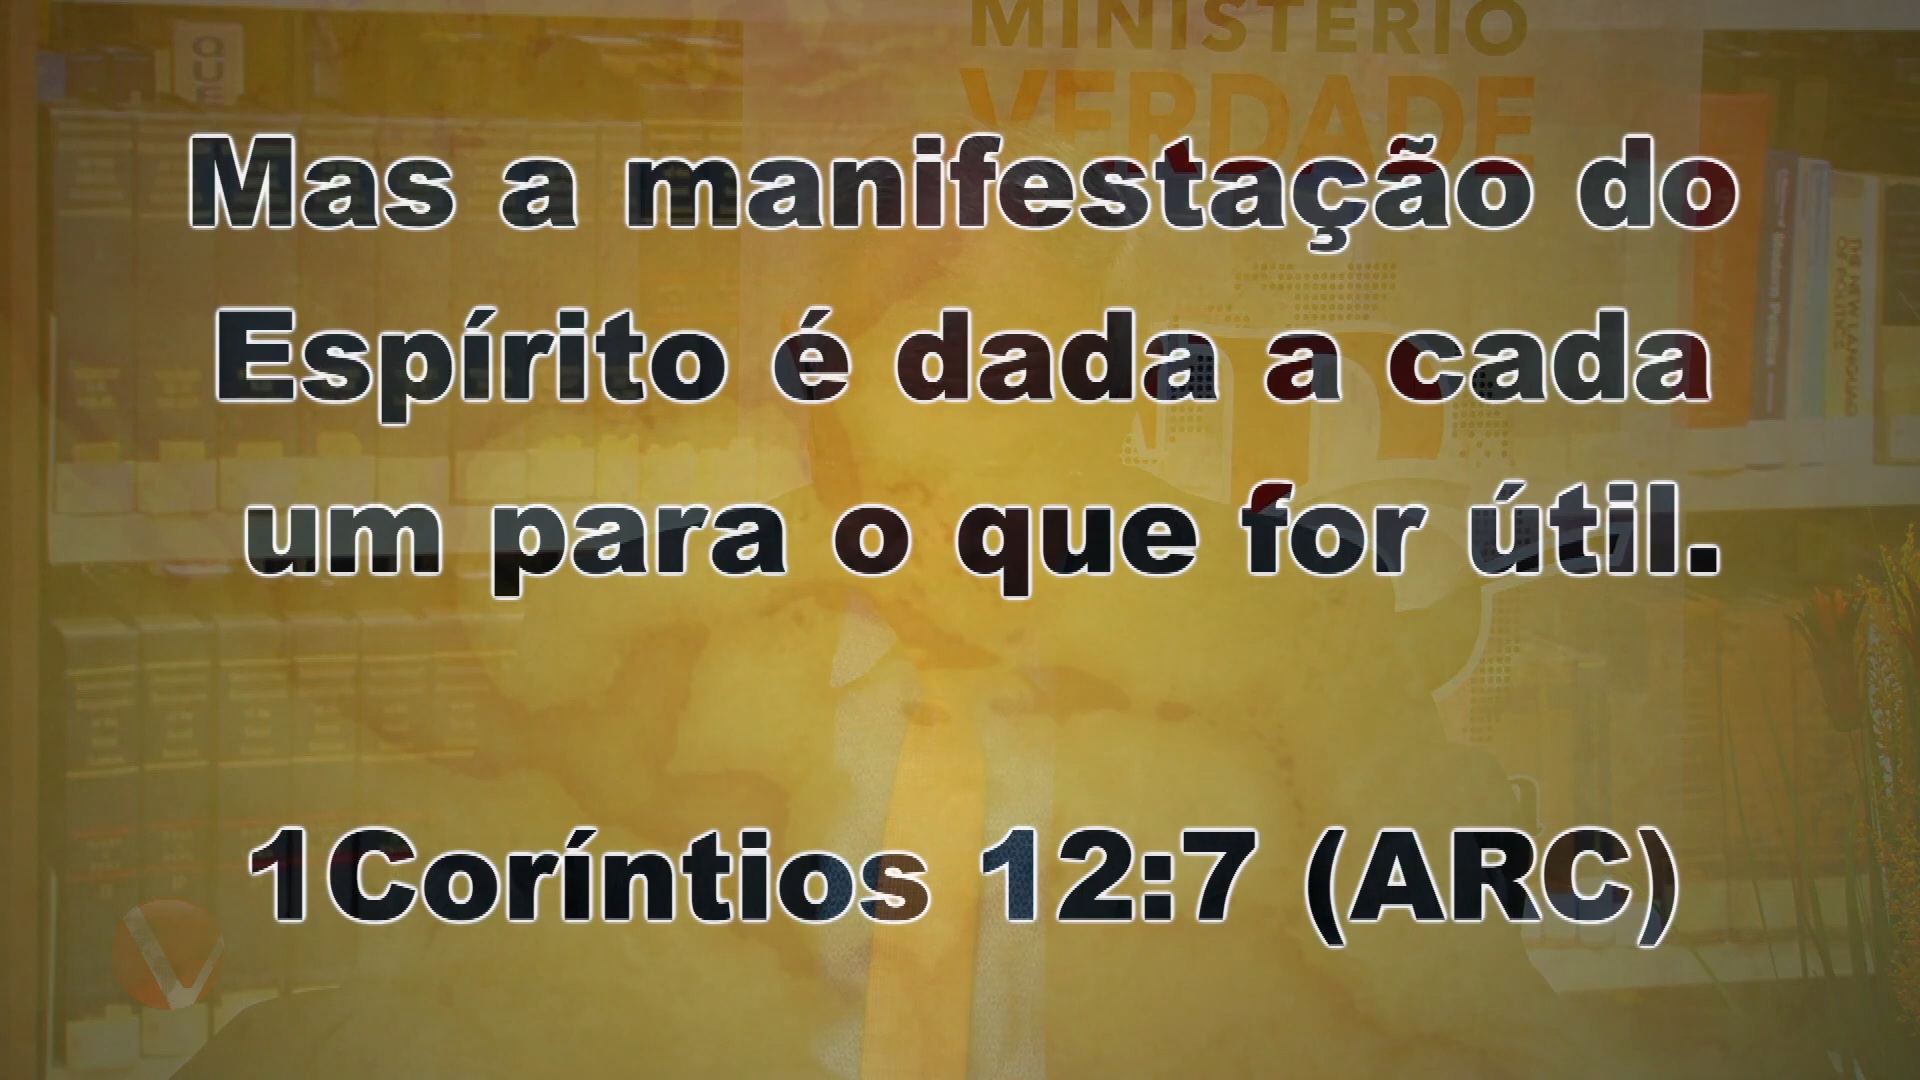 MINISTÉRIO
VERDADE
Mas a manifestação do
Espírito é dada a cada
um para o que for útil.
1Coríntios 12:7 (ARC)